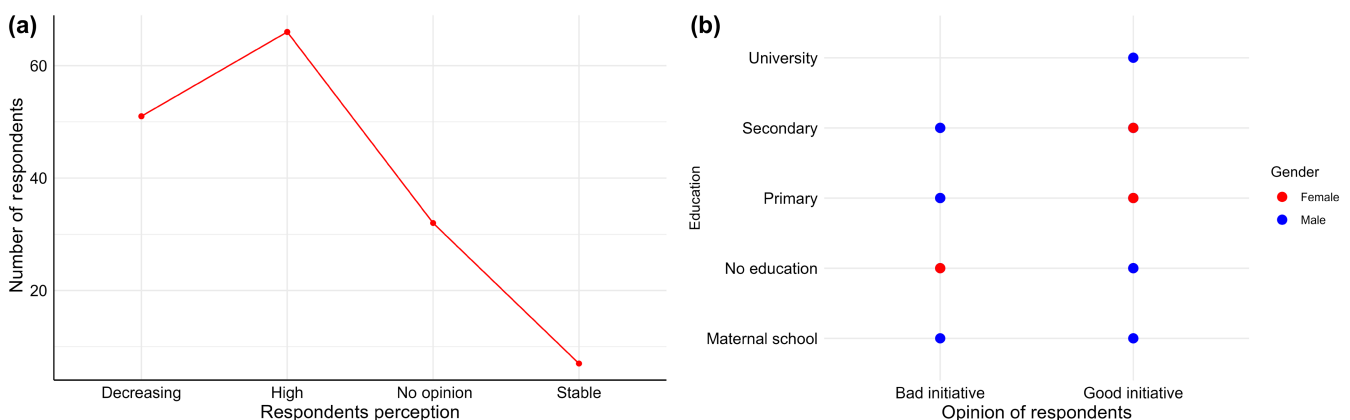 (a)
Number of respondents
60
40
20
Decreasing
High
No opinion
Stable
Respondents perception
(b)
Education
University
Secondary
Primary
No education
Maternal school
Bad initiative
Good initiative
Opinion of respondents
Gender
Female
Male